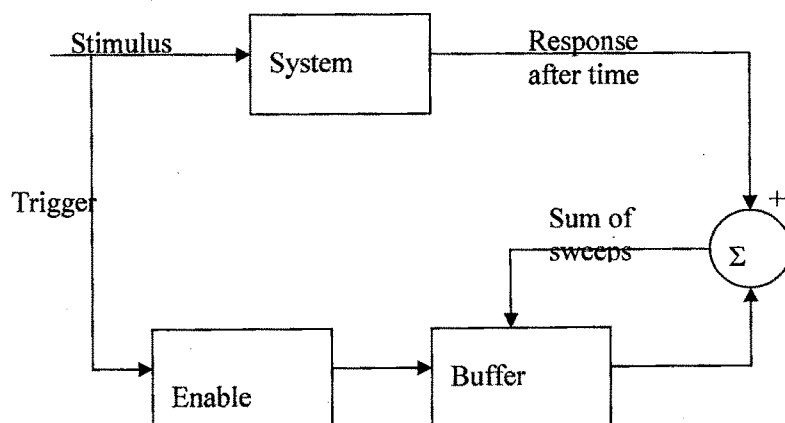 Stimulus
System
Response
after time
Trigger
+
Sum of
sweeps
Σ
Enable
Buffer